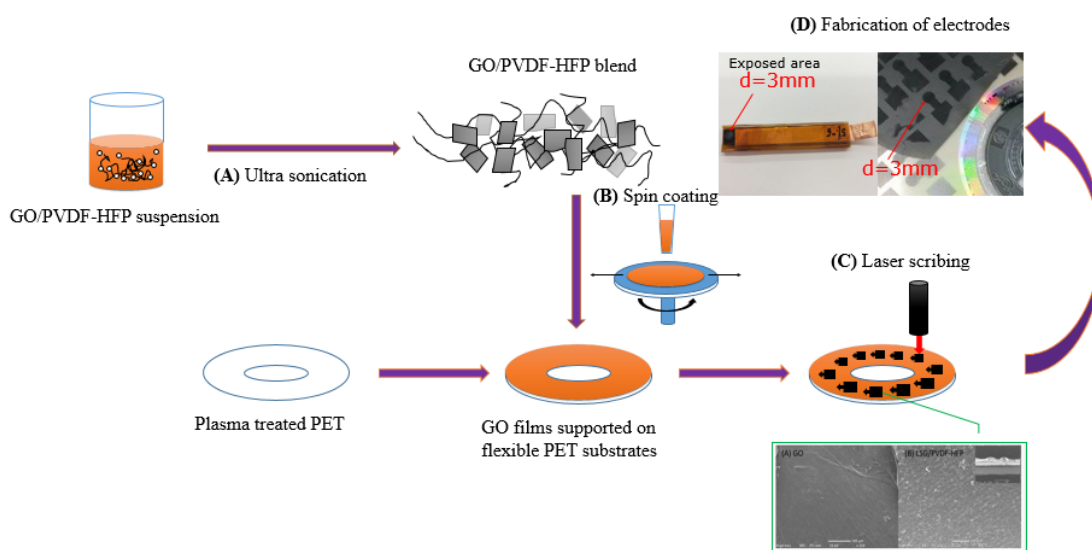 (D) Fabrication of electrodes
GO/PVDF-HFP blend
Exposed area
d=3mm
d=3mm
(A) Ultra sonication
(B) Spin coating
GO/PVDF-HFP suspension
(C) Laser scribing
Plasma treated PET
GO films supported on
flexible PET substrates
(A) GO
(B) LSG/PVDF-HFP